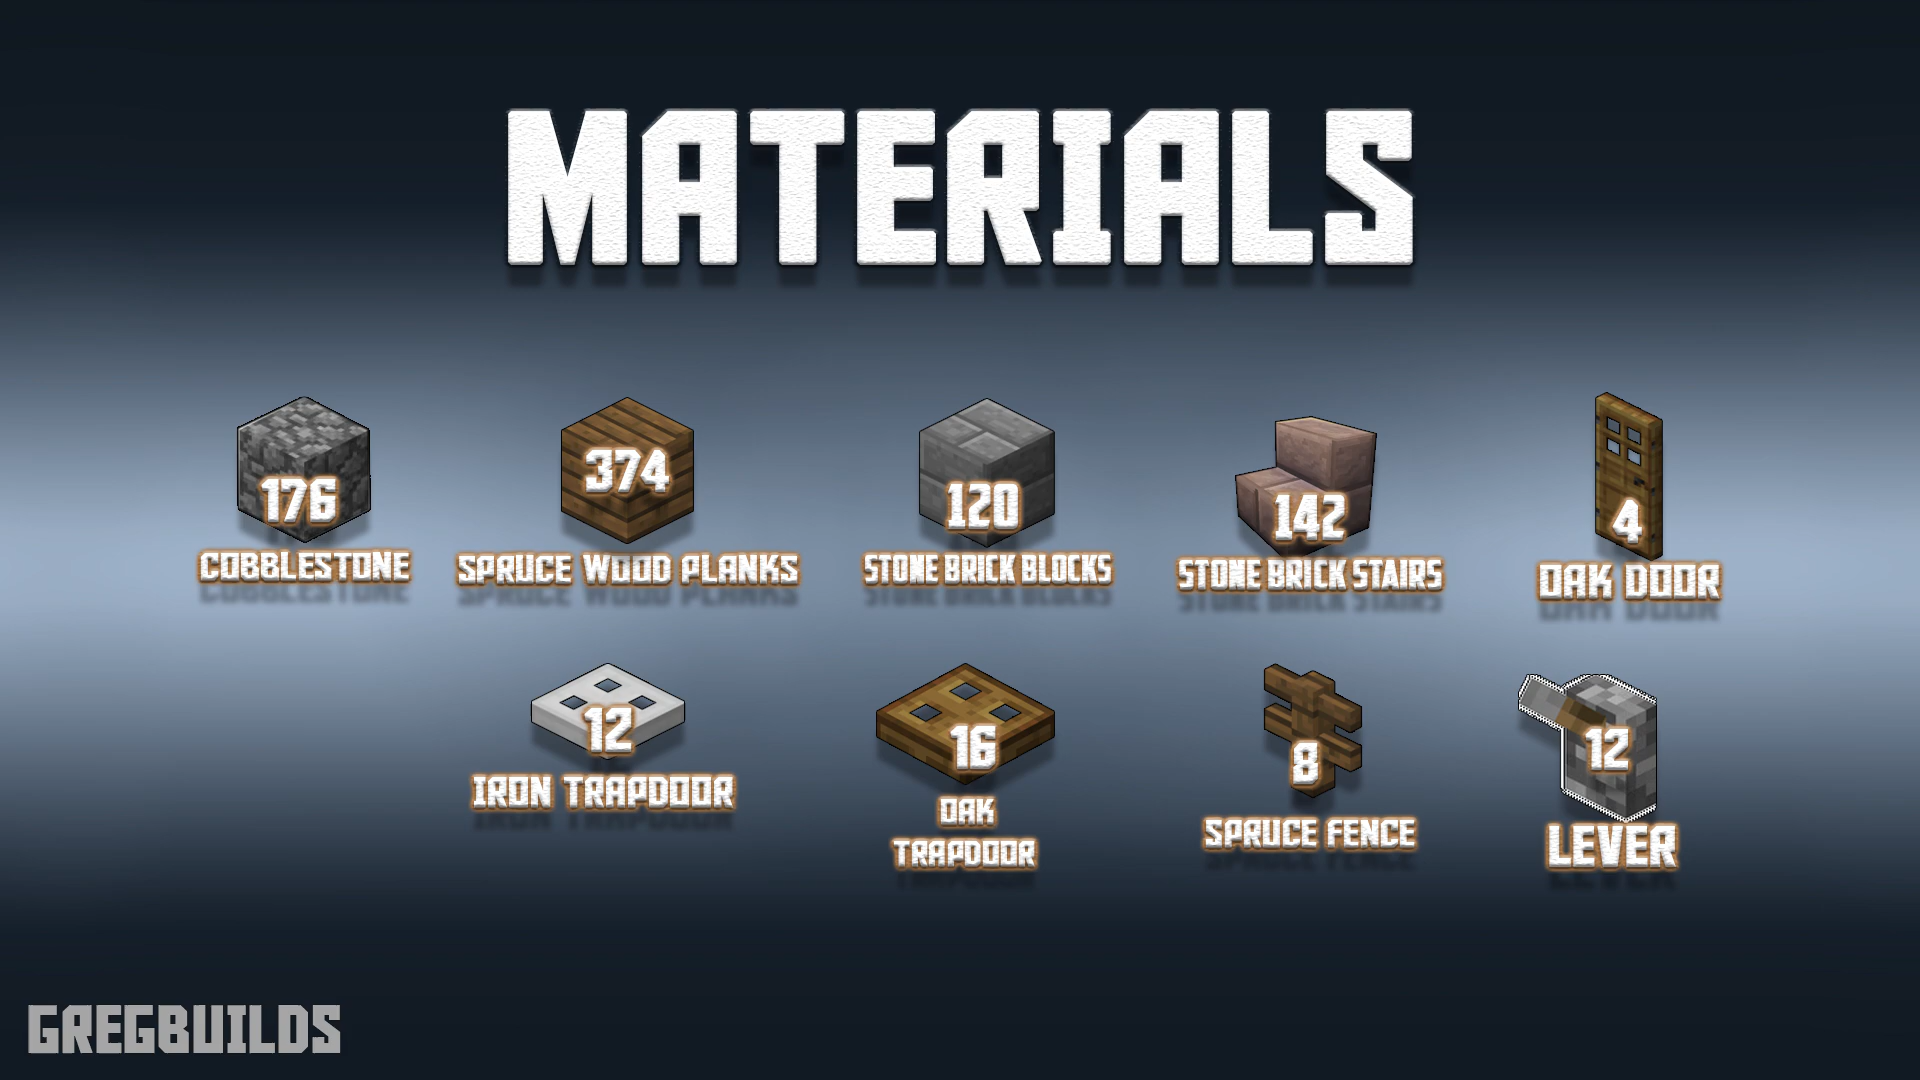 MATERIALS
176
COBBLESTONE
374
SPRUCE WOOD PLANKS
120
STONE BRICK BLOCKS
142
STONE BRICK STAIRS
4
OAK DOOR
12
IRON TRAPDOOR
16
OAK
TRAPDOOR
8
SPRUCE FENCE
12
LEVER
GREGBUILDS